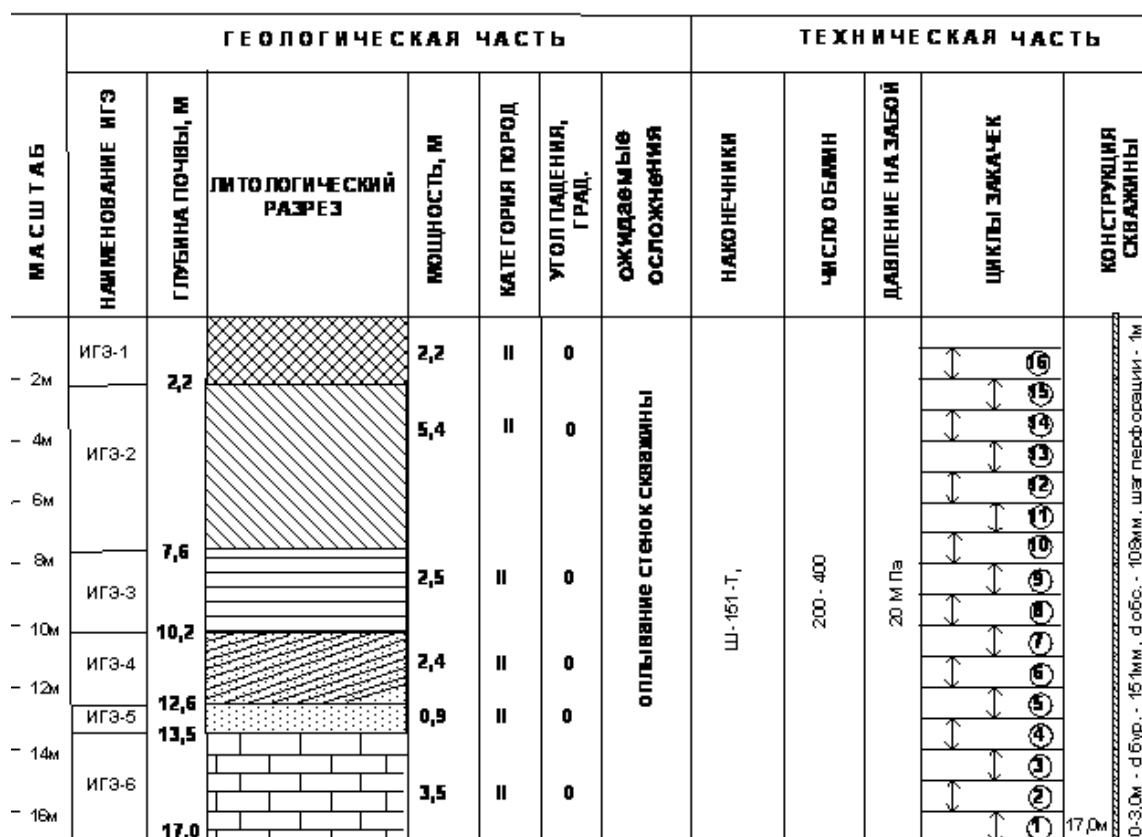 ГЕОЛОГИЧЕСКАЯ ЧАСТЬ
ТЕХНИЧЕСКАЯ ЧАСТЬ
МАСШТАБ
НАИМЕНОВАНИЕ ИГЭ
ГЛУБИНА ПОЧВЫ, М
ЛИТОЛОГИЧЕСКИЙ
РАЗРЕЗ
МОЩНОСТЬ, М
КАТЕГОРИЯ ПОРОД
УГОЛ ПАДЕНИЯ,
ГРАД.
ОЖИДАЕМЫЕ
ОСЛОЖНЕНИЯ
НАКОНЕЧНИКИ
ЧИСЛО ОБ/МИН
ДАВЛЕНИЕ НА ЗАБОЙ
ЦИКЛЫ ЗАКАЧЕК
КОНСТРУКЦИЯ
СКВАЖИНЫ
ИГЭ-1
2,2
II
0
16
2м
2,2
15
4м
ИГЭ-2
5,4
II
0
14
13
6м
12
11
8м
7,6
10
ИГЭ-3
2,5
II
0
9
8
10м
10,2
7
ИГЭ-4
2,4
II
0
6
12м
12,6
5
ИГЭ-5
0,9
II
0
13,5
4
14м
3
ИГЭ-6
3,5
II
0
2
16м
17,0
1
17,0м
оплывание стенок скважины
Ш-151-Т,
200 - 400
20 МПа
0-3,0м - d бур. - 151мм, d обс. - 108мм, шаг перфорации - 1м